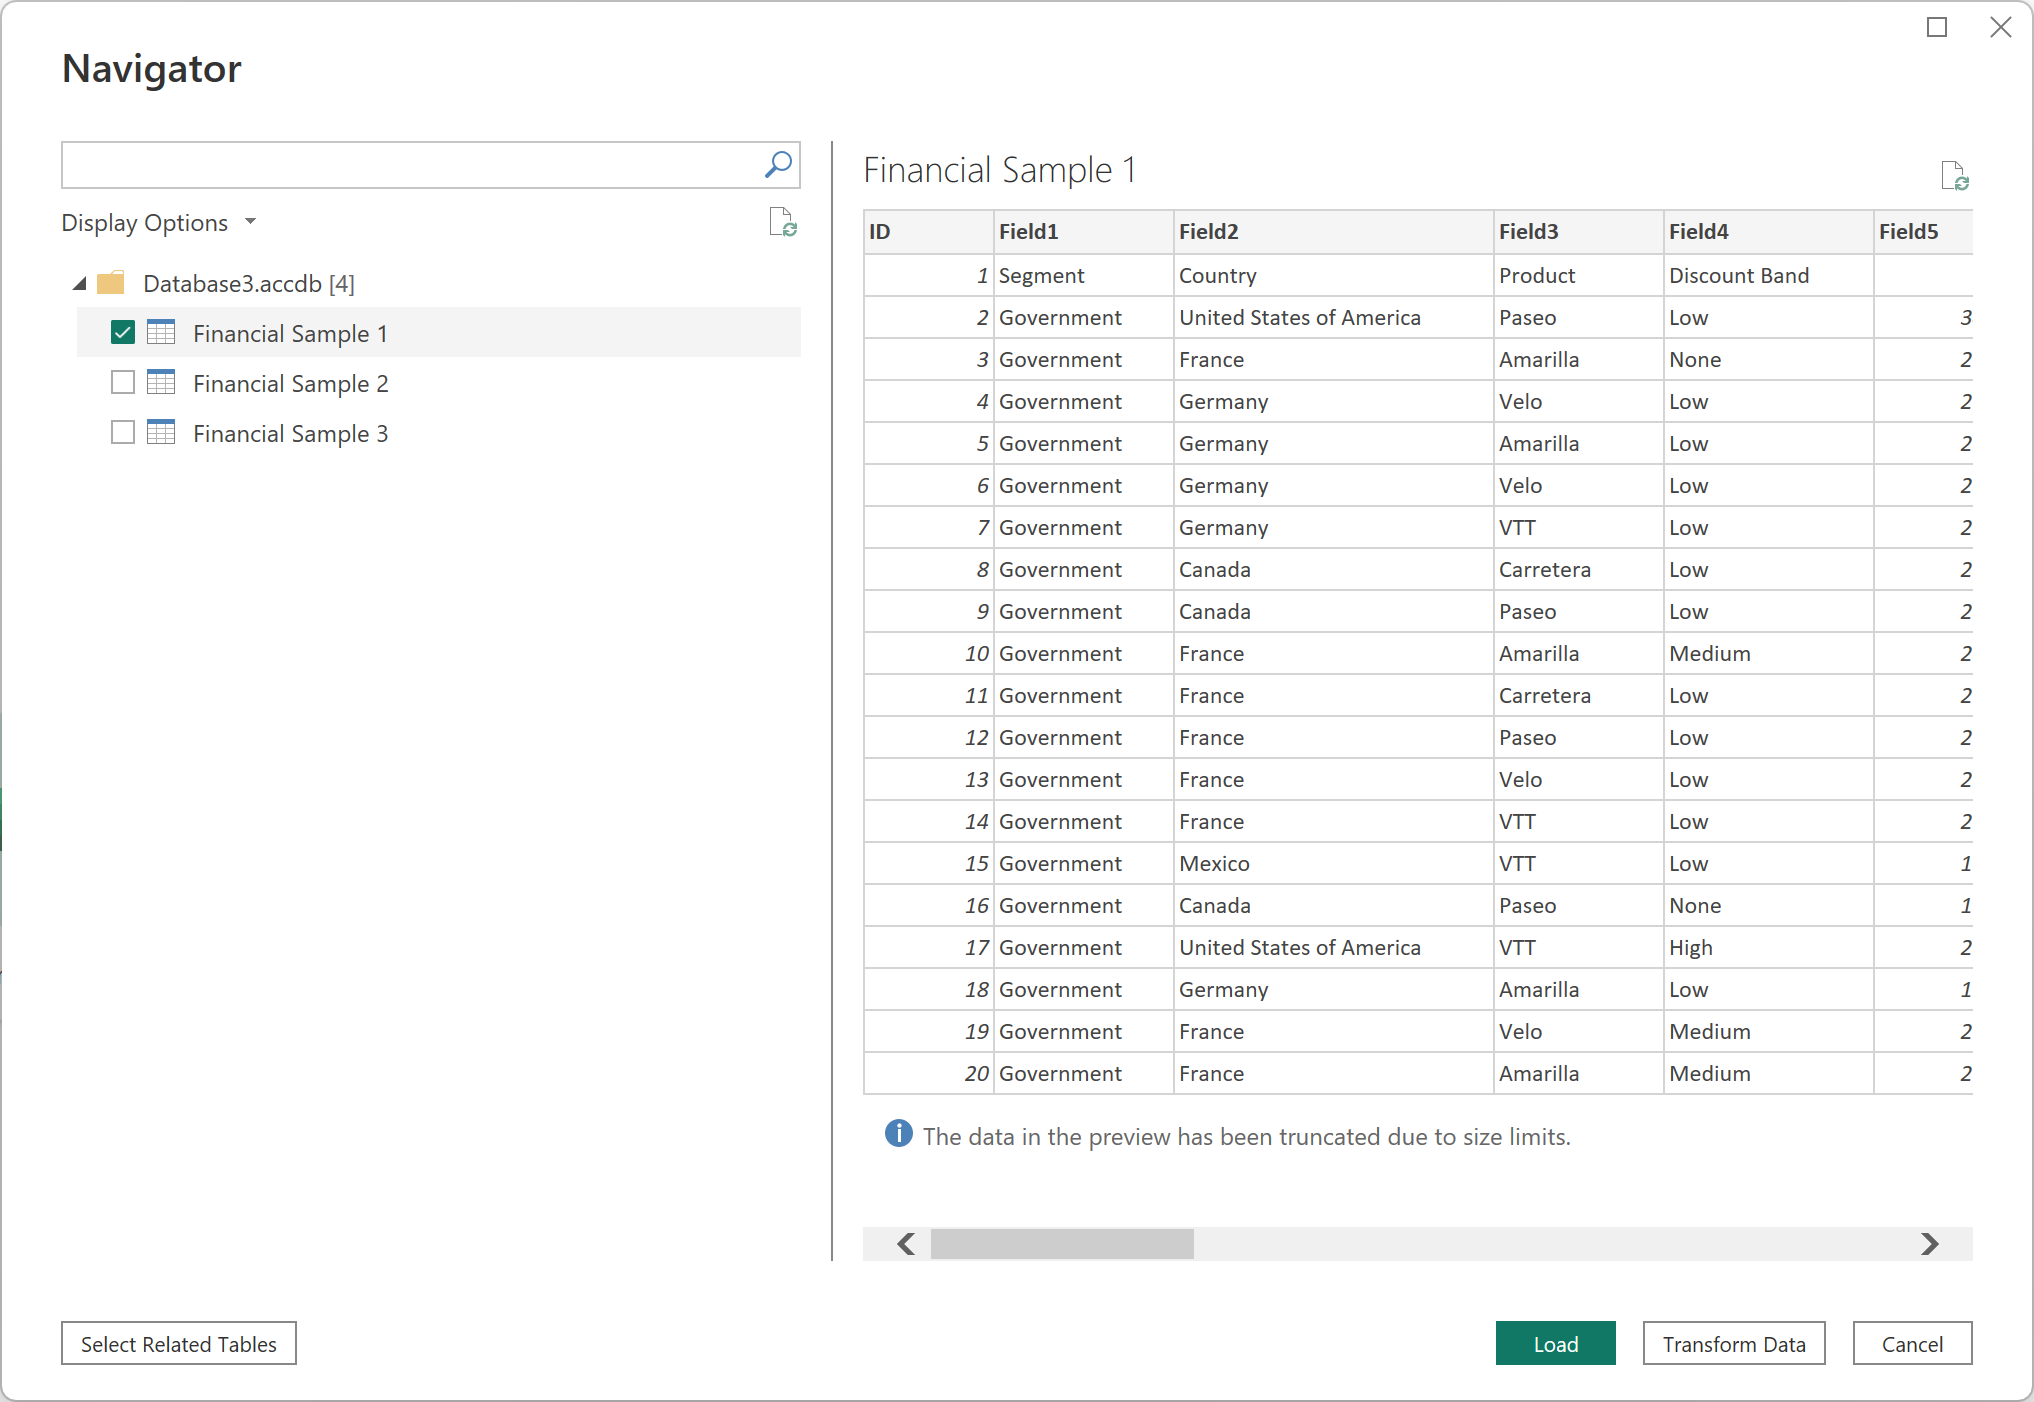 Navigator
Display Options
Database3.accdb [4]
Financial Sample 1
Financial Sample 2
Financial Sample 3
Financial Sample 1
ID Field1 Field2 Field3 Field4 Field5
1 Segment Country Product Discount Band
2 Government United States of America Paseo Low 3
3 Government France Amarilla None 2
4 Government Germany Velo Low 2
5 Government Germany Amarilla Low 2
6 Government Germany Velo Low 2
7 Government Germany VTT Low 2
8 Government Canada Carretera Low 2
9 Government Canada Paseo Low 2
10 Government France Amarilla Medium 2
11 Government France Carretera Low 2
12 Government France Paseo Low 2
13 Government France Velo Low 2
14 Government France VTT Low 2
15 Government Mexico VTT Low 1
16 Government Canada Paseo None 1
17 Government United States of America VTT High 2
18 Government Germany Amarilla Low 1
19 Government France Velo Medium 2
20 Government France Amarilla Medium 2
The data in the preview has been truncated due to size limits.
Select Related Tables
Load
Transform Data
Cancel